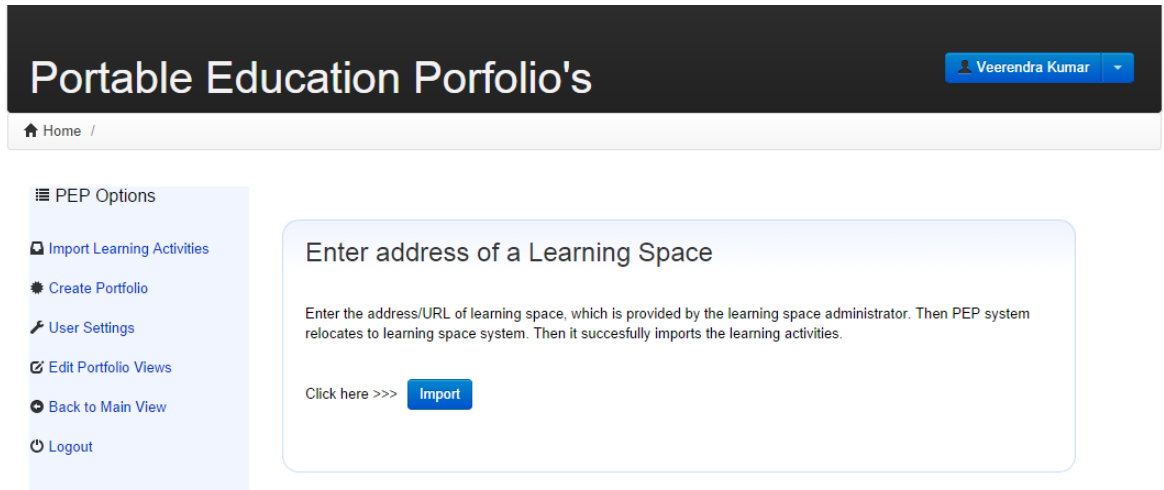 Portable Education Porfolio's
Veerendra Kumar
Home /
PEP Options
Import Learning Activities
Create Portfolio
User Settings
Edit Portfolio Views
Back to Main View
Logout
Enter address of a Learning Space
Enter the address/URL of learning space, which is provided by the learning space administrator. Then PEP system
relocates to learning space system. Then it succesfully imports the learning activities.
Click here >>> Import